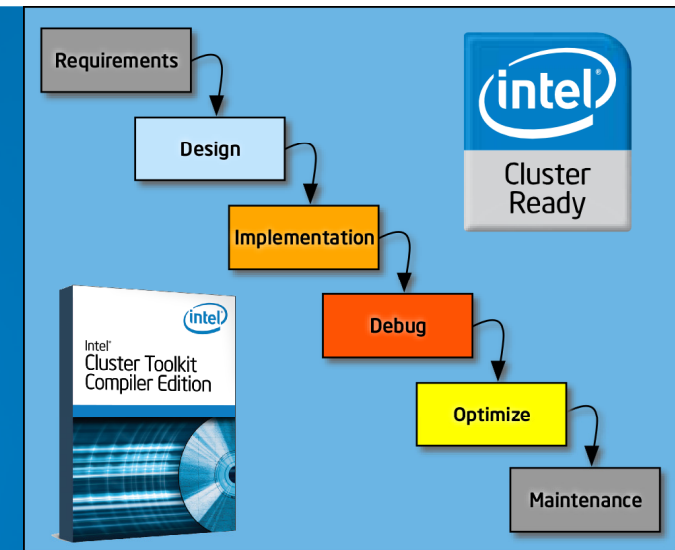 Requirements
intel®
Cluster
Ready
Design
Implementation
intel
Intel®
Cluster Toolkit
Compiler Edition
Debug
Optimize
Maintenance